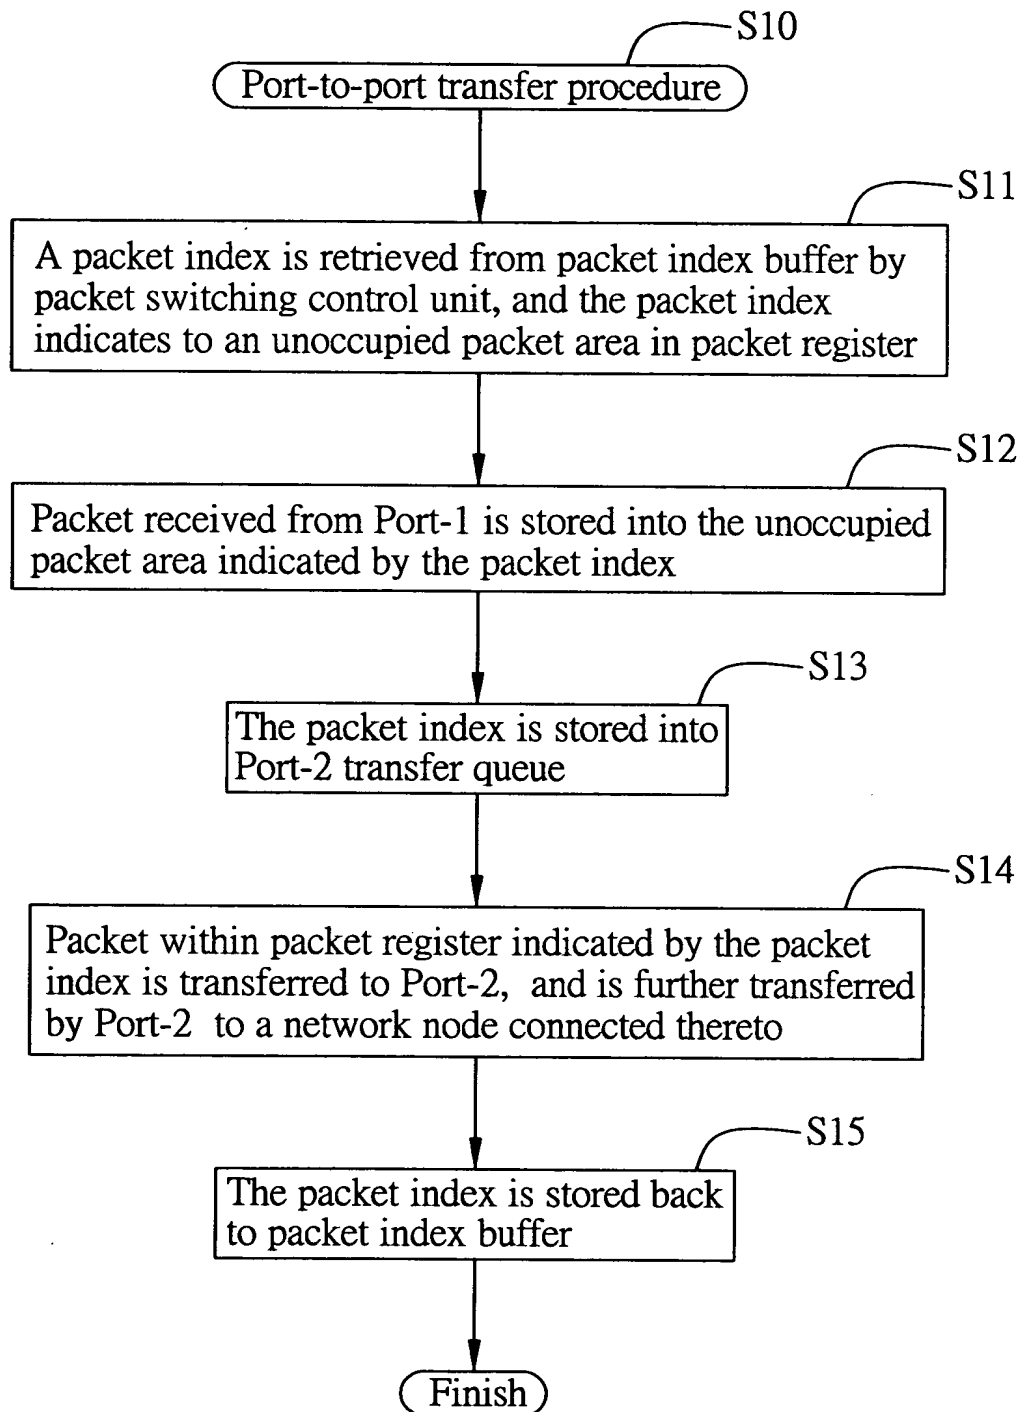 S10
Port-to-port transfer procedure
S11
A packet index is retrieved from packet index buffer by
packet switching control unit, and the packet index
indicates to an unoccupied packet area in packet register
S12
Packet received from Port-1 is stored into the unoccupied
packet area indicated by the packet index
S13
The packet index is stored into
Port-2 transfer queue
S14
Packet within packet register indicated by the packet
index is transferred to Port-2, and is further transferred
by Port-2 to a network node connected thereto
S15
The packet index is stored back
to packet index buffer
Finish